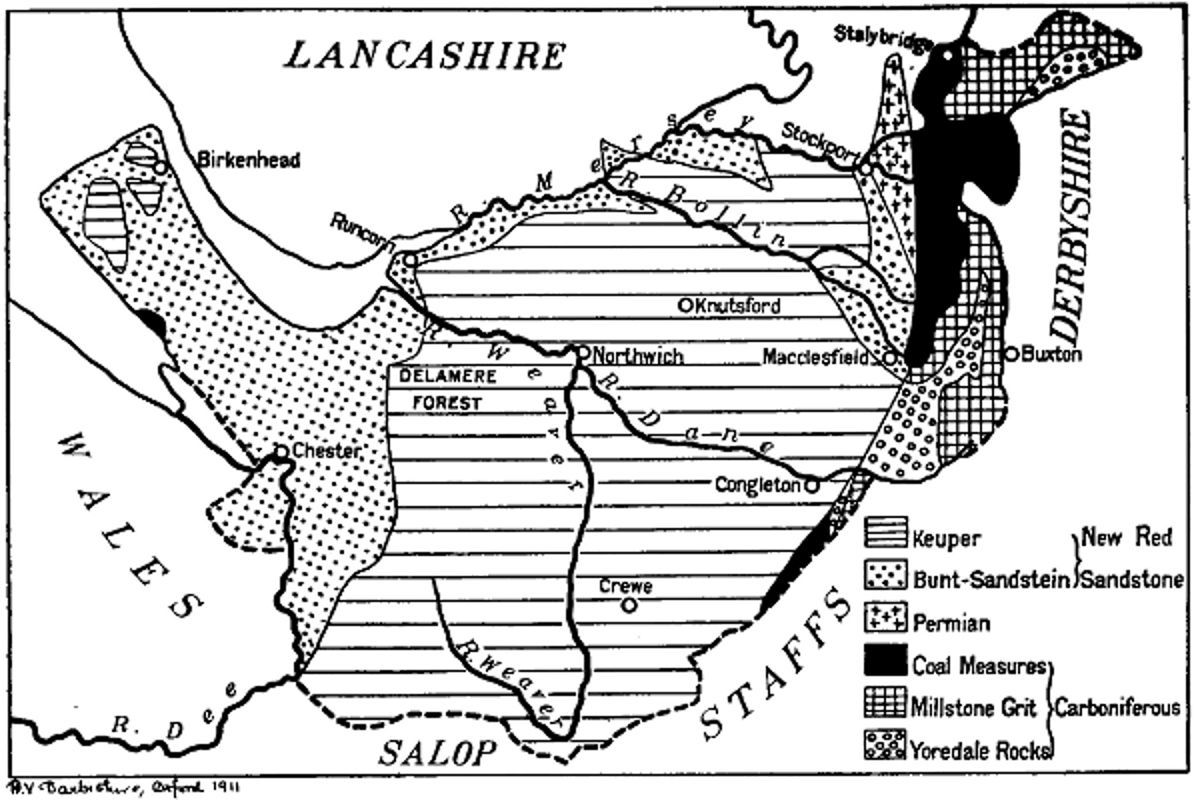 LANCASHIRE
Stalybridge
Birkenhead
R. Mersey
Stockport
DERBYSHIRE
R. Bollin
Runcorn
Knutsford
R. Weaver
Northwich
Macclesfield
Buxton
DELAMERE
FOREST
R. Dane
WALES
Chester
Congleton
Keuper
New Red
Bunt-Sandstein
Sandstone
Crewe
Permian
STAFFS
Coal Measures
R. Weaver
Millstone Grit
Carboniferous
R. Dee
SALOP
Yoredale Rocks
Oxford 1911